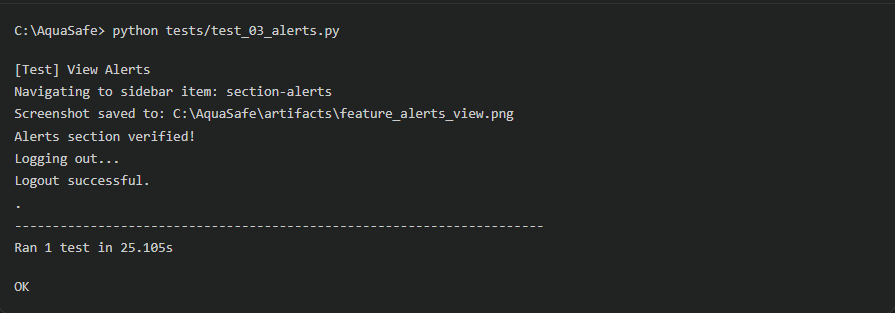 C:\AquaSafe> python tests/test_03_alerts.py
[Test] View Alerts
Navigating to sidebar item: section-alerts
Screenshot saved to: C:\AquaSafe\artifacts\feature_alerts_view.png
Alerts section verified!
Logging out...
Logout successful.
.
----------------------------------------------------------------------
Ran 1 test in 25.105s
OK